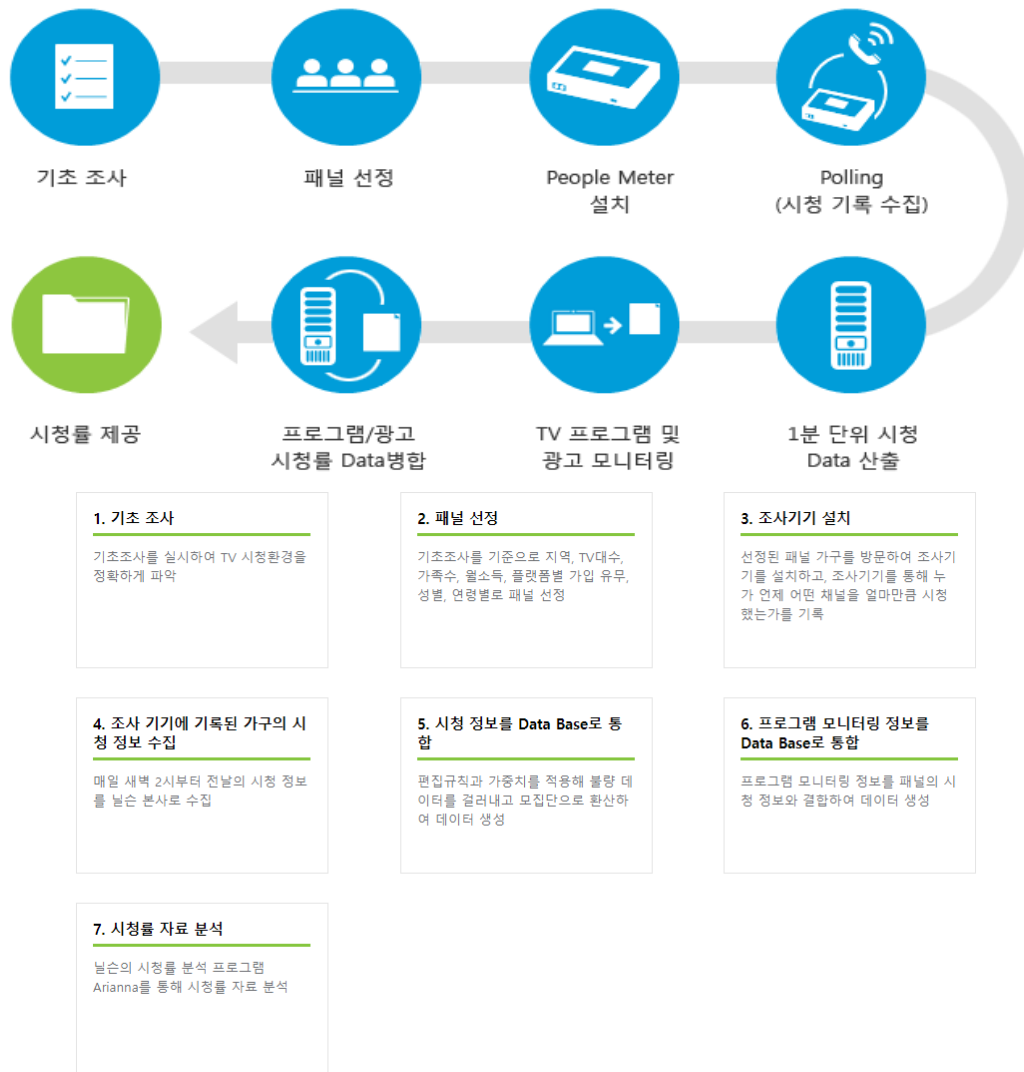 기초 조사
패널 선정
People Meter
설치
Polling
(시청 기록 수집)
시청률 제공
프로그램/광고
시청률 Data병합
TV 프로그램 및
광고 모니터링
1분 단위 시청
Data 산출
1. 기초 조사
기초조사를 실시하여 TV 시청환경을
정확하게 파악
2. 패널 선정
기초조사를 기준으로 지역, TV대수,
가족수, 월소득, 플랫폼별 가입 유무,
성별, 연령별로 패널 선정
3. 조사기기 설치
선정된 패널 가구를 방문하여 조사기
기를 설치하고, 조사기기를 통해 누
가 언제 어떤 채널을 얼마만큼 시청
했는가를 기록
4. 조사 기기에 기록된 가구의 시
청 정보 수집
매일 새벽 2시부터 전날의 시청 정보
를 닐슨 본사로 수집
5. 시청 정보를 Data Base로 통
합
편집규칙과 가중치를 적용해 불량 데
이터를 걸러내고 모집단으로 환산하
여 데이터 생성
6. 프로그램 모니터링 정보를
Data Base로 통합
프로그램 모니터링 정보를 패널의 시
청 정보와 결합하여 데이터 생성
7. 시청률 자료 분석
닐슨의 시청률 분석 프로그램
Arianna를 통해 시청률 자료 분석